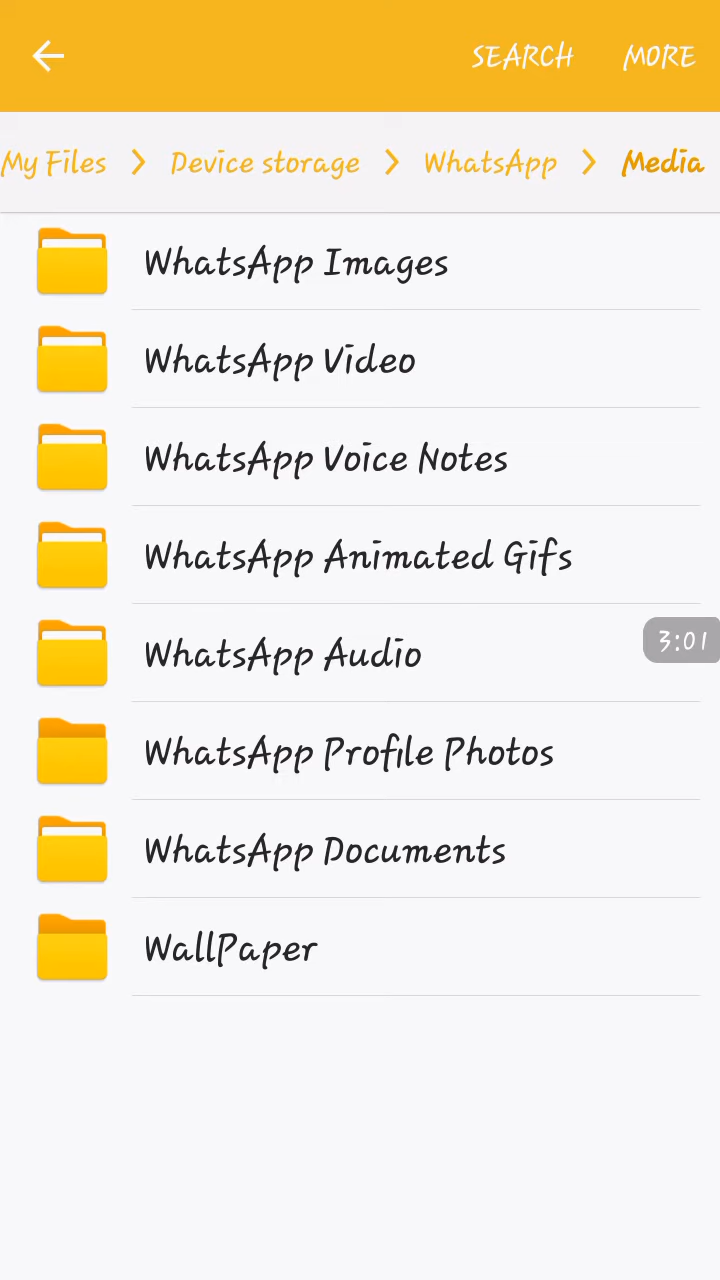 SEARCH MORE
My Files > Device storage > WhatsApp > Media
WhatsApp Images
WhatsApp Video
WhatsApp Voice Notes
WhatsApp Animated Gifs
WhatsApp Audio
3:01
WhatsApp Profile Photos
WhatsApp Documents
WallPaper